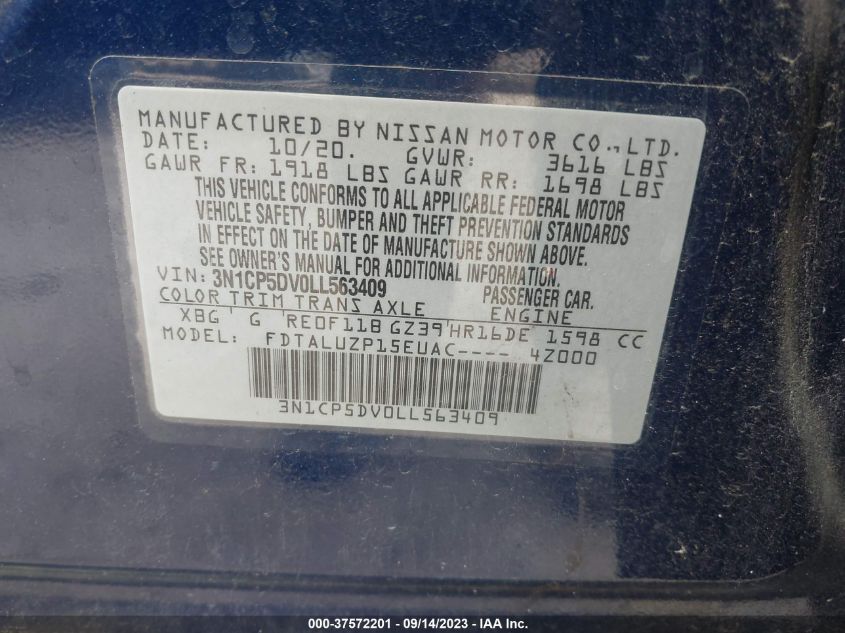 MANUFACTURED BY NISSAN MOTOR CO., LTD.
DATE: 10/20. GVWR: 3616 LBS
GAWR FR: 1918 LBS GAWR RR: 1698 LBS
THIS VEHICLE CONFORMS TO ALL APPLICABLE FEDERAL MOTOR
VEHICLE SAFETY, BUMPER AND THEFT PREVENTION STANDARDS
IN EFFECT ON THE DATE OF MANUFACTURE SHOWN ABOVE.
SEE OWNER'S MANUAL FOR ADDITIONAL INFORMATION.
VIN: 3N1CP5DV0LL563409 PASSENGER CAR.
COLOR TRIM TRANS AXLE ENGINE
XBG G RE0F11B GZ39 HR16DE 1598 CC
MODEL: FDTALUZP15EUAC---- 4Z000
3N1CP5DV0LL563409
000-37572201 - 09/14/2023 - IAA Inc.